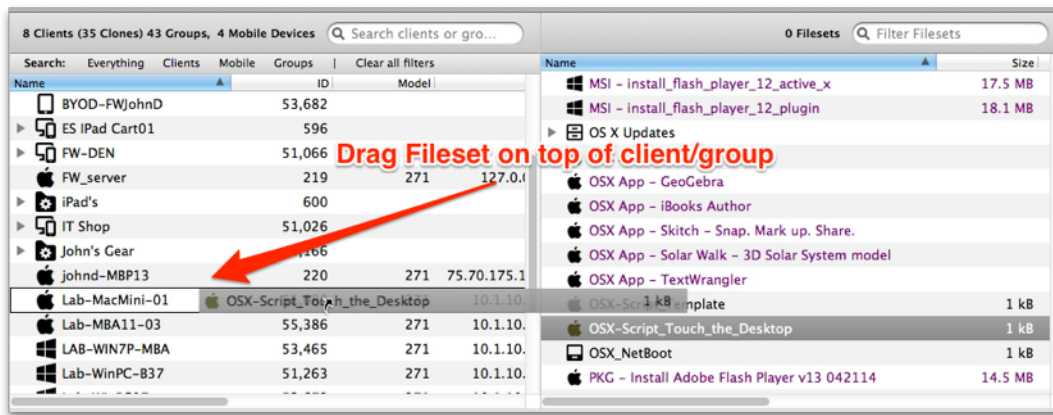 8 Clients (35 Clones) 43 Groups, 4 Mobile Devices Search clients or gro...
Search: Everything Clients Mobile Groups | Clear all filters
Name ID Model
BYOD-FWJohnD 53,682
ES IPad Cart01 596
FW-DEN 51,066
FW_server 219 271 127.0.
iPad's 600
IT Shop 51,026
John's Gear
johnd-MBP13 220 271 75.70.175.1
Lab-MacMini-01
Lab-MBA11-03 55,386 271 10.1.10.
LAB-WIN7P-MBA 53,465 271 10.1.10.
Lab-WinPC-B37 51,263 271 10.1.10.
Drag Fileset on top of client/group
OSX-Script_Touch_the_Desktop 1 kB
0 Filesets Filter Filesets
Name Size
MSI - install_flash_player_12_active_x 17.5 MB
MSI - install_flash_player_12_plugin 18.1 MB
OS X Updates
OSX App - GeoGebra
OSX App - iBooks Author
OSX App - Skitch - Snap. Mark up. Share.
OSX App - Solar Walk - 3D Solar System model
OSX App - TextWrangler
1 kB
OSX-Script_Touch_the_Desktop 1 kB
OSX_NetBoot 1 kB
PKG - Install Adobe Flash Player v13 042114 14.5 MB